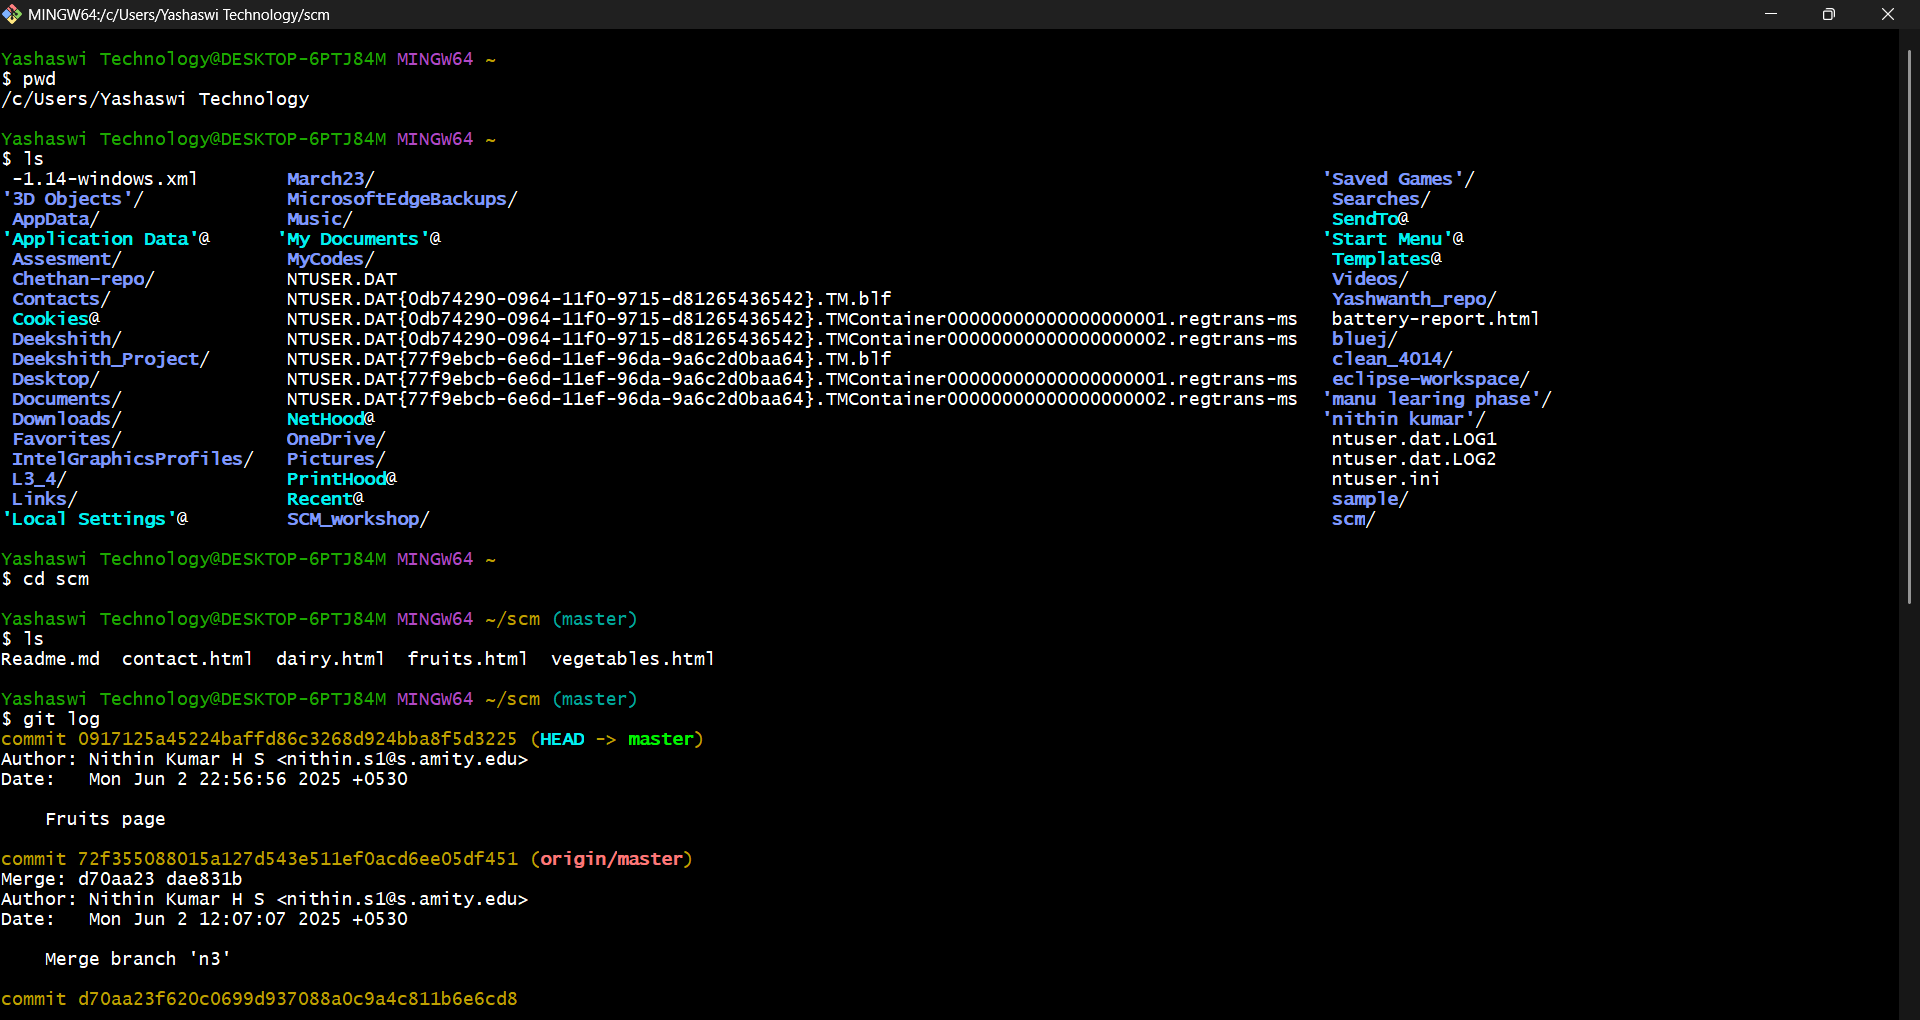 MINGW64:/c/Users/Yashaswi Technology/scm
Yashaswi Technology@DESKTOP-6PTJ84M MINGW64 ~
$ pwd
/c/Users/Yashaswi Technology
Yashaswi Technology@DESKTOP-6PTJ84M MINGW64 ~
$ ls
-1.14-windows.xml March23/ 'Saved Games'/
'3D Objects'/ MicrosoftEdgeBackups/ Searches/
AppData/ Music/ SendTo@
'Application Data'@ 'My Documents'@ 'Start Menu'@
Assesment/ MyCodes/ Templates@
Chethan-repo/ NTUSER.DAT Videos/
Contacts/ NTUSER.DAT{0db74290-0964-11f0-9715-d81265436542}.TM.blf Yashwanth_repo/
Cookies@ NTUSER.DAT{0db74290-0964-11f0-9715-d81265436542}.TMContainer00000000000000000001.regtrans-ms battery-report.html
Deekshith/ NTUSER.DAT{0db74290-0964-11f0-9715-d81265436542}.TMContainer00000000000000000002.regtrans-ms bluej/
Deekshith_Project/ NTUSER.DAT{77f9ebcb-6e6d-11ef-96da-9a6c2d0baa64}.TM.blf clean_4014/
Desktop/ NTUSER.DAT{77f9ebcb-6e6d-11ef-96da-9a6c2d0baa64}.TMContainer00000000000000000001.regtrans-ms eclipse-workspace/
Documents/ NTUSER.DAT{77f9ebcb-6e6d-11ef-96da-9a6c2d0baa64}.TMContainer00000000000000000002.regtrans-ms 'manu learing phase'/
Downloads/ NetHood@ 'nithin kumar'/
Favorites/ OneDrive/ ntuser.dat.LOG1
IntelGraphicsProfiles/ Pictures/ ntuser.dat.LOG2
L3_4/ PrintHood@ ntuser.ini
Links/ Recent@ sample/
'Local Settings'@ SCM_workshop/ scm/
Yashaswi Technology@DESKTOP-6PTJ84M MINGW64 ~
$ cd scm
Yashaswi Technology@DESKTOP-6PTJ84M MINGW64 ~/scm (master)
$ ls
Readme.md contact.html dairy.html fruits.html vegetables.html
Yashaswi Technology@DESKTOP-6PTJ84M MINGW64 ~/scm (master)
$ git log
commit 0917125a45224baffd86c3268d924bba8f5d3225 (HEAD -> master)
Author: Nithin Kumar H S <nithin.s1@s.amity.edu>
Date: Mon Jun 2 22:56:56 2025 +0530
Fruits page
commit 72f355088015a127d543e511ef0acd6ee05df451 (origin/master)
Merge: d70aa23 dae831b
Author: Nithin Kumar H S <nithin.s1@s.amity.edu>
Date: Mon Jun 2 12:07:07 2025 +0530
Merge branch 'n3'
commit d70aa23f620c0699d937088a0c9a4c811b6e6cd8